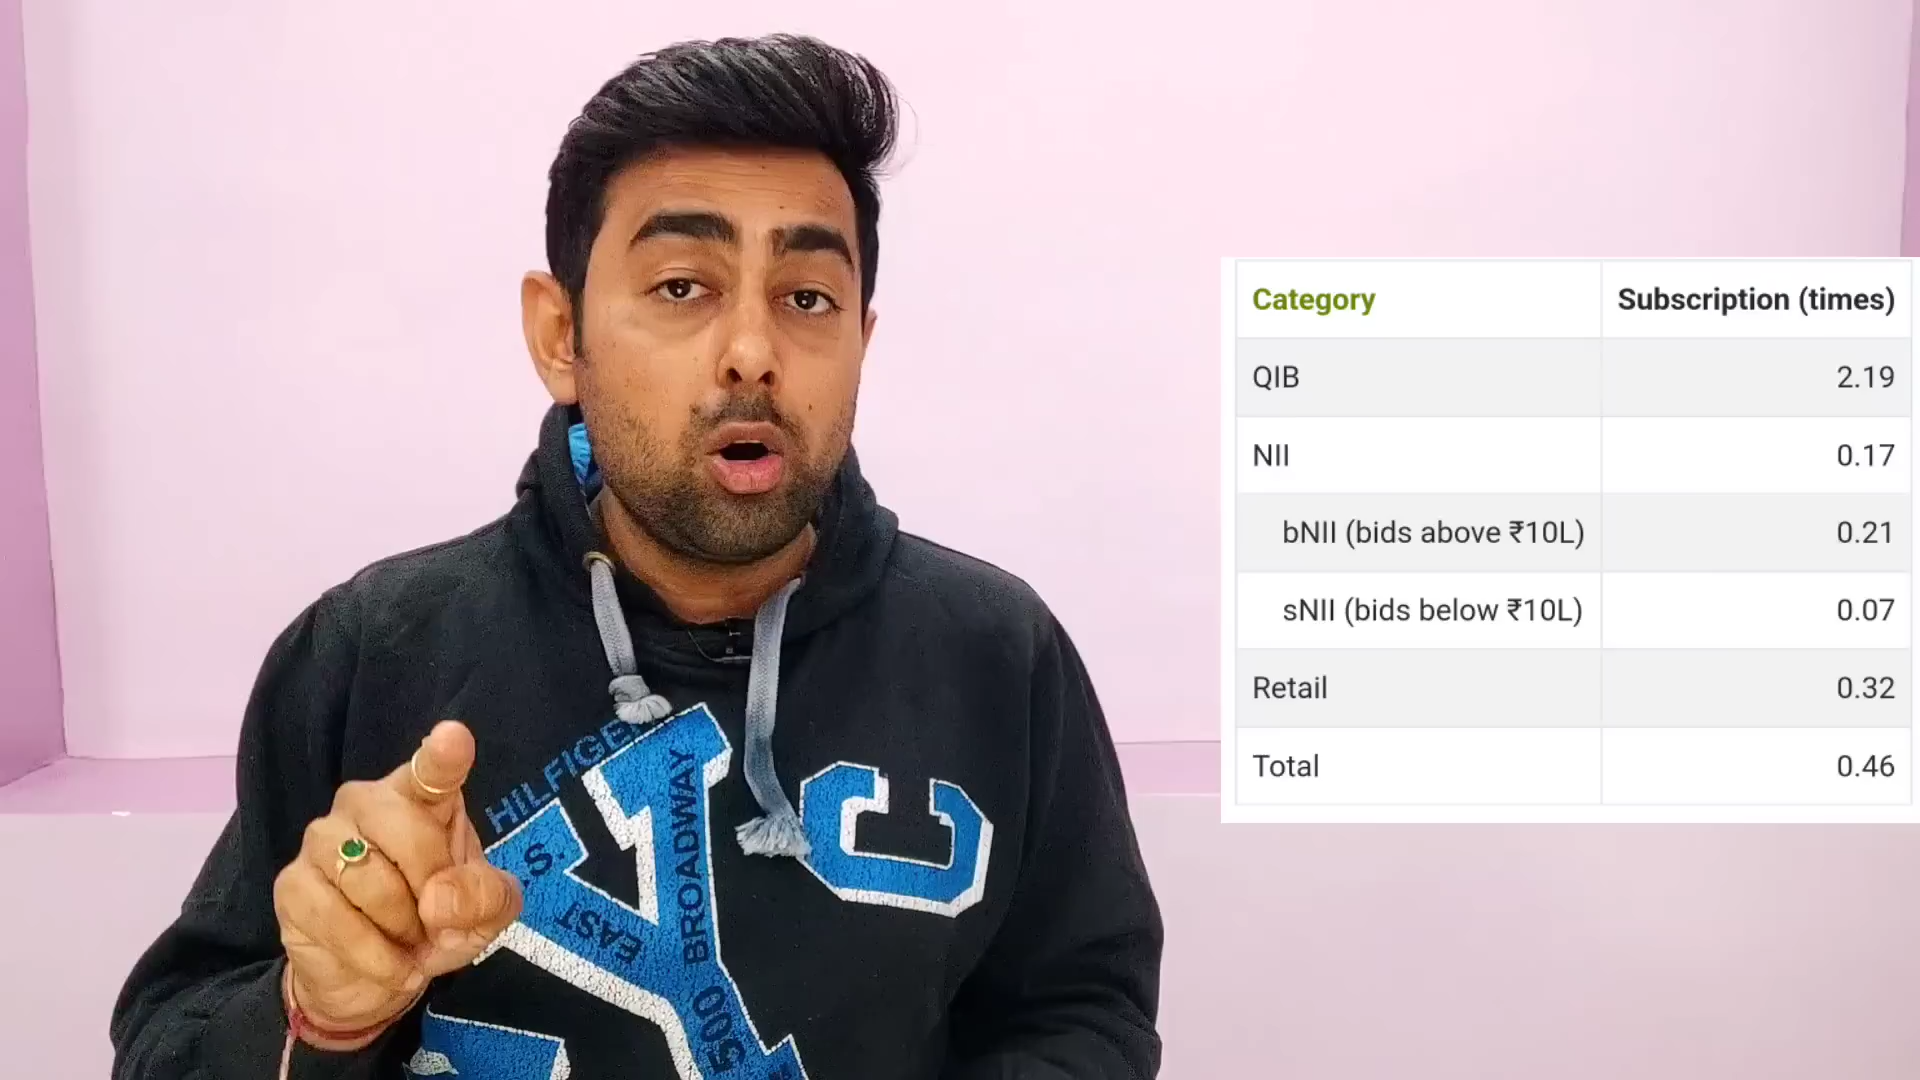 Category Subscription (times)
QIB 2.19
NII 0.17
bNII (bids above ₹10L) 0.21
sNII (bids below ₹10L) 0.07
Retail 0.32
Total 0.46
HILFIGE
S.
EAST
BROADWAY
500
Y C